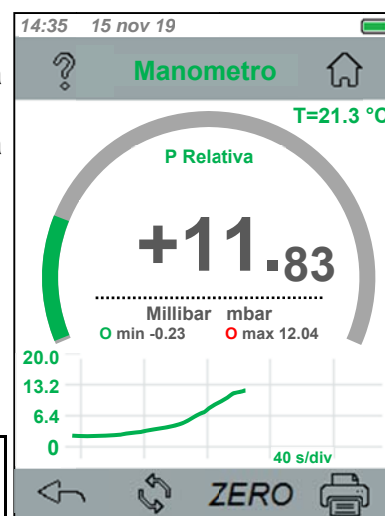 14:35 15 nov 19
Manometro
T=21.3 °C
P Relativa
+11.83
Millibar mbar
O min -0.23 O max 12.04
20.0
13.2
6.4
0
40 s/div
ZERO